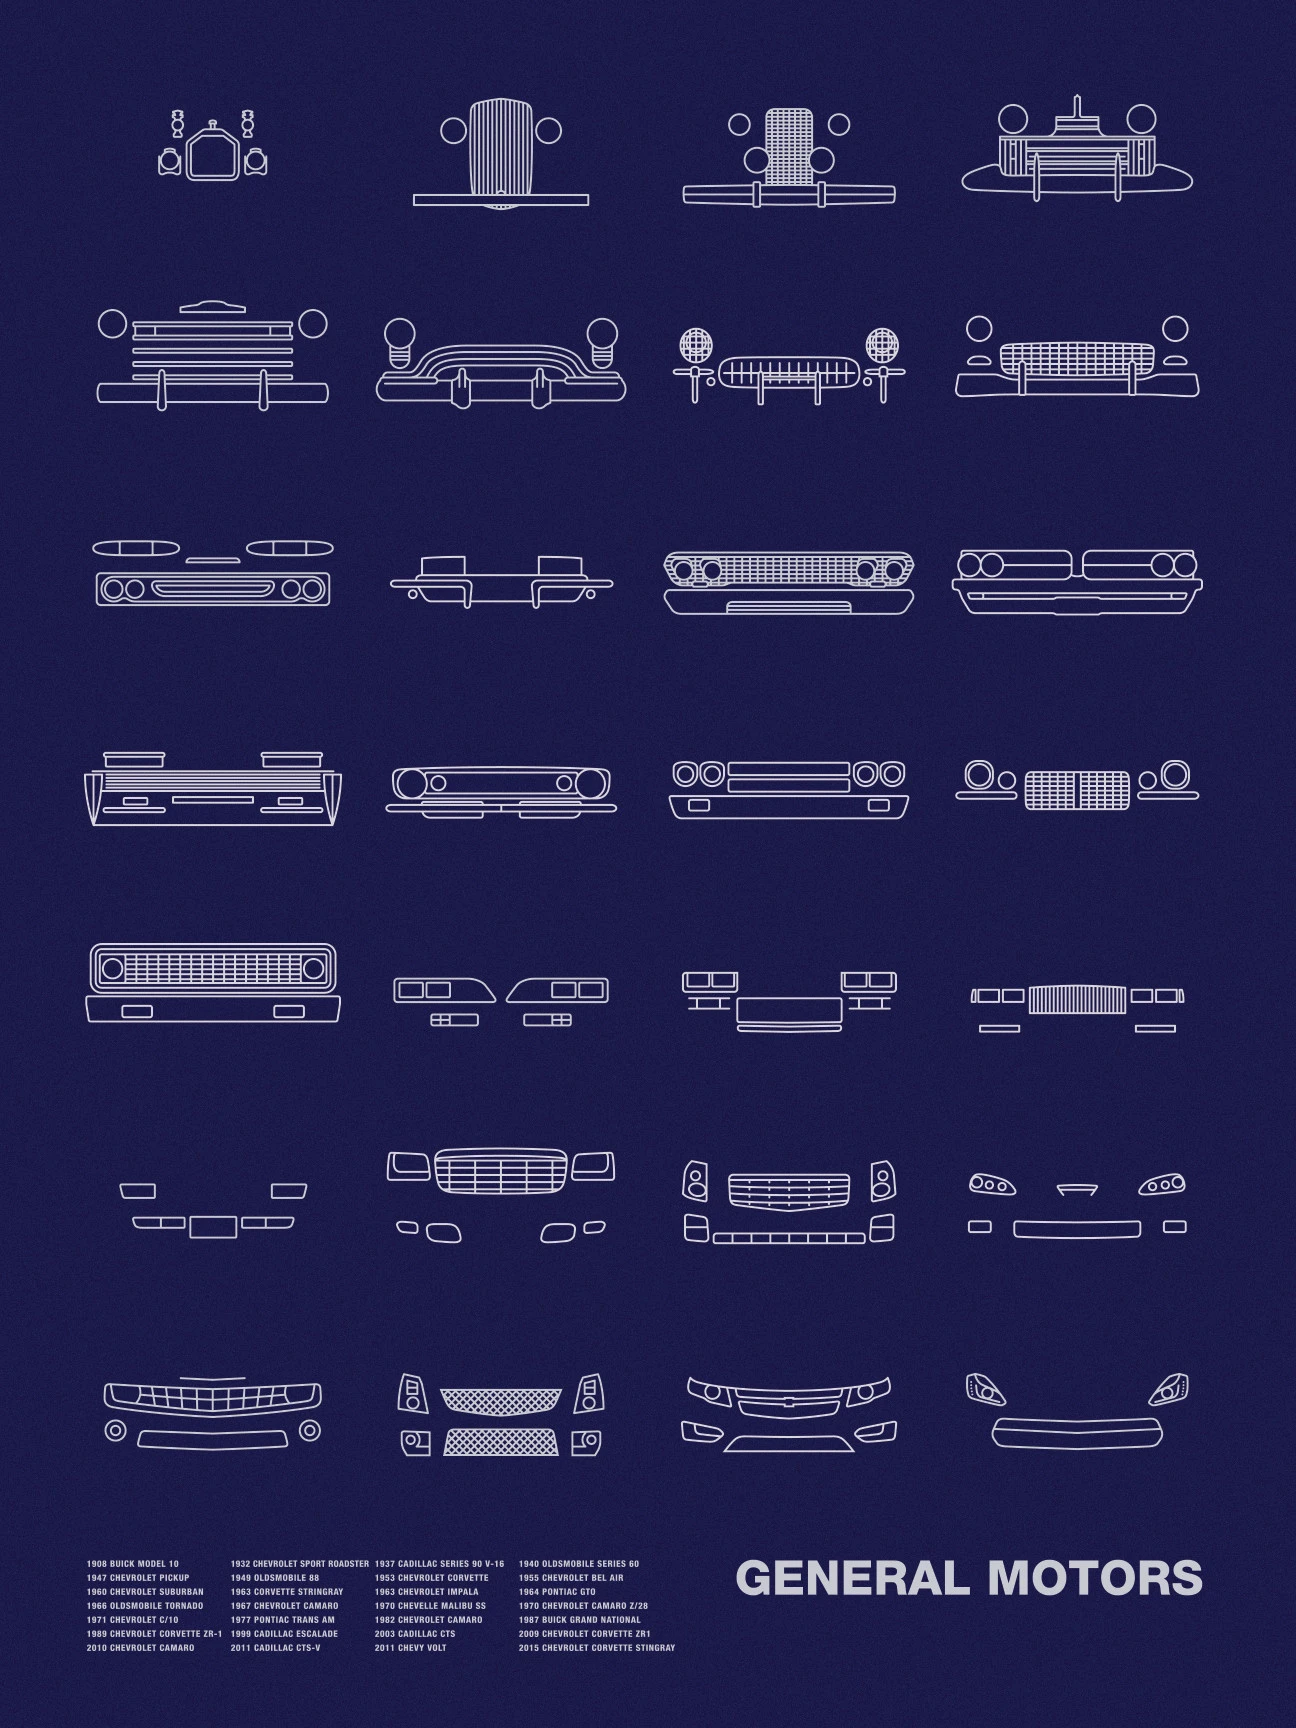 1908 BUICK MODEL 10 1932 CHEVROLET SPORT ROADSTER 1937 CADILLAC SERIES 90 V-16 1940 OLDSMOBILE SERIES 60
1947 CHEVROLET PICKUP 1949 OLDSMOBILE 88 1953 CHEVROLET CORVETTE 1955 CHEVROLET BEL AIR
1960 CHEVROLET SUBURBAN 1963 CORVETTE STRINGRAY 1963 CHEVROLET IMPALA 1964 PONTIAC GTO
1966 OLDSMOBILE TORNADO 1967 CHEVROLET CAMARO 1970 CHEVELLE MALIBU SS 1970 CHEVROLET CAMARO Z/28
1971 CHEVROLET C/10 1977 PONTIAC TRANS AM 1982 CHEVROLET CAMARO 1987 BUICK GRAND NATIONAL
1989 CHEVROLET CORVETTE ZR-1 1999 CADILLAC ESCALADE 2003 CADILLAC CTS 2009 CHEVROLET CORVETTE ZR1
2010 CHEVROLET CAMARO 2011 CADILLAC CTS-V 2011 CHEVY VOLT 2015 CHEVROLET CORVETTE STINGRAY
GENERAL MOTORS